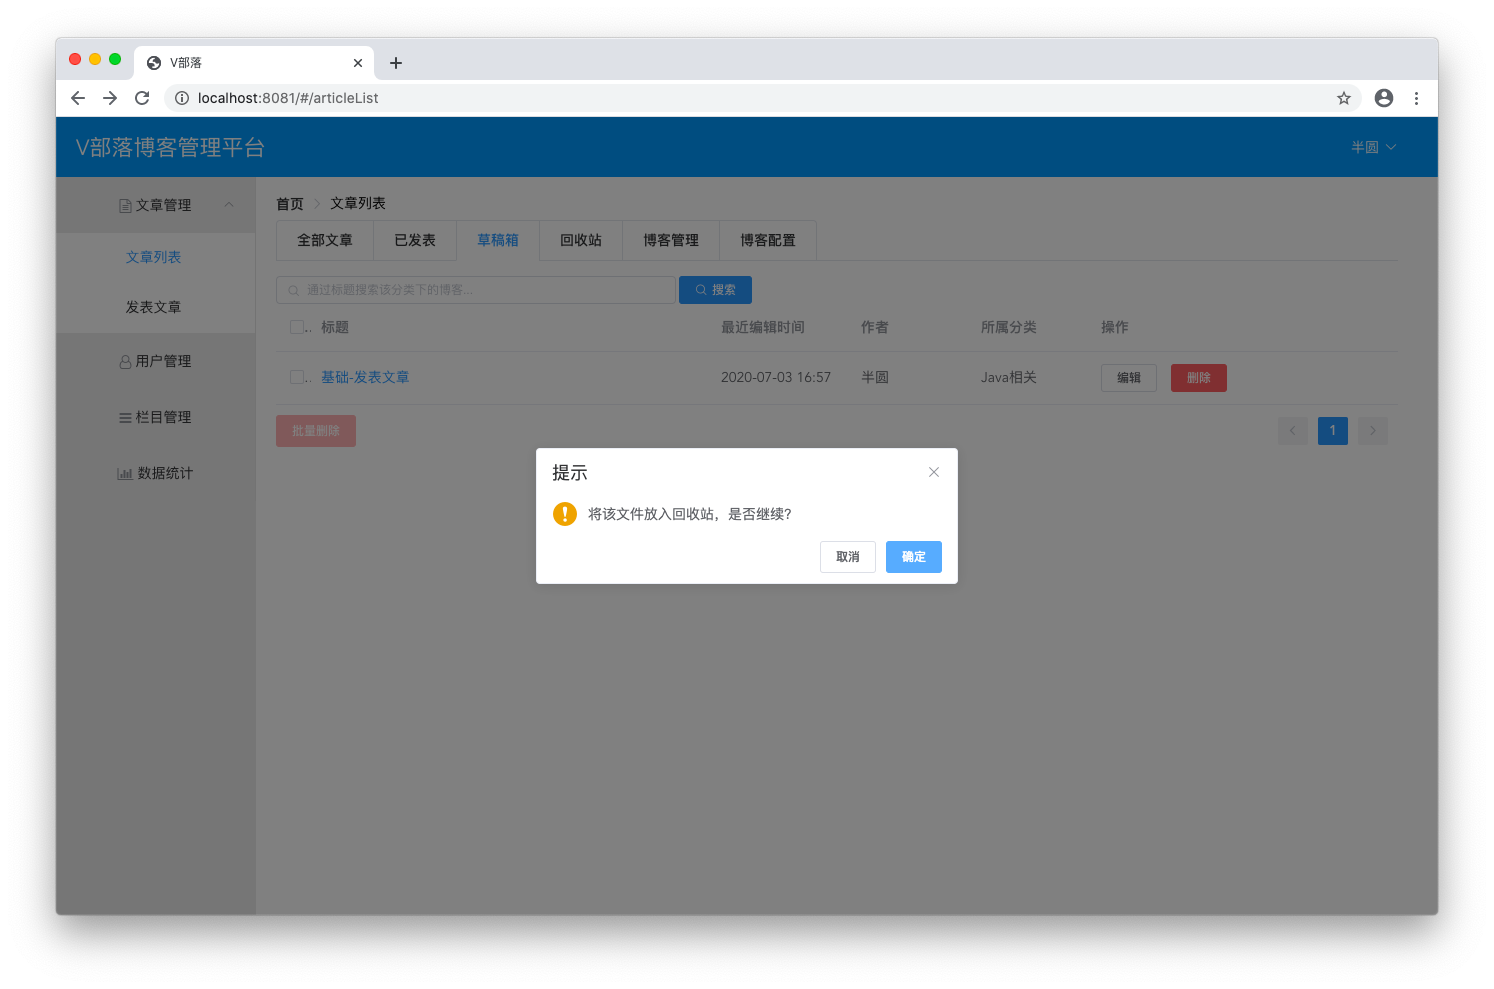 V部落
localhost:8081/#/articleList
V部落博客管理平台
半圆
文章管理
文章列表
发表文章
用户管理
栏目管理
数据统计
首页 文章列表
全部文章 已发表 草稿箱 回收站 博客管理 博客配置
通过标题搜索该分类下的博客... 搜索
.. 标题 最近编辑时间 作者 所属分类 操作
.. 基础-发表文章 2020-07-03 16:57 半圆 Java相关 编辑 删除
批量删除 1
提示
将该文件放入回收站，是否继续?
取消 确定